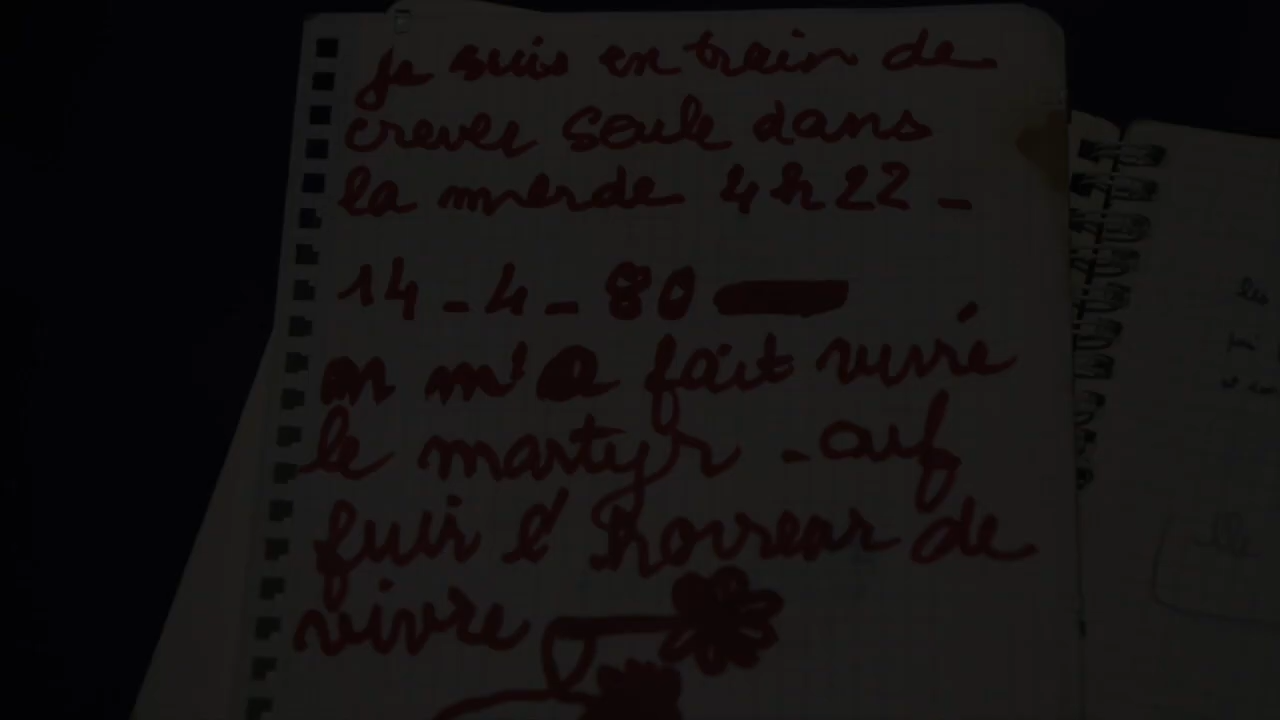 je suis en train de
crever seule dans
la merde 4h22 -
14 - 4 - 80
on m'a fait vivre
le martyr - ouf
fuir l'horreur de
vivre